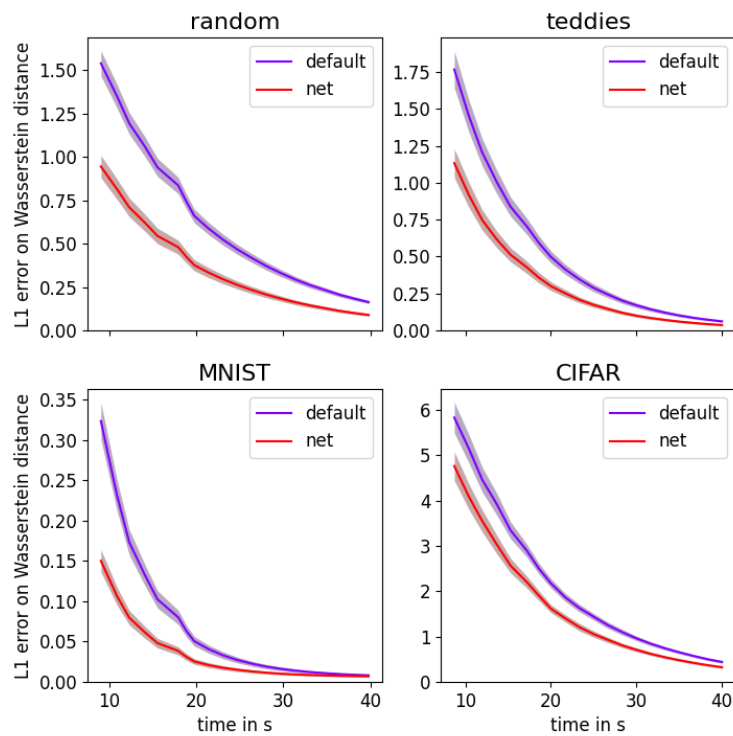 random
L1 error on Wasserstein distance
1.50
1.25
1.00
0.75
0.50
0.25
0.00
10
20
30
40
default
net
teddies
1.75
1.50
1.25
1.00
0.75
0.50
0.25
0.00
default
net
MNIST
L1 error on Wasserstein distance
0.35
0.30
0.25
0.20
0.15
0.10
0.05
0.00
default
net
10
20
30
40
time in s
CIFAR
6
5
4
3
2
1
0
default
net
10
20
30
40
time in s